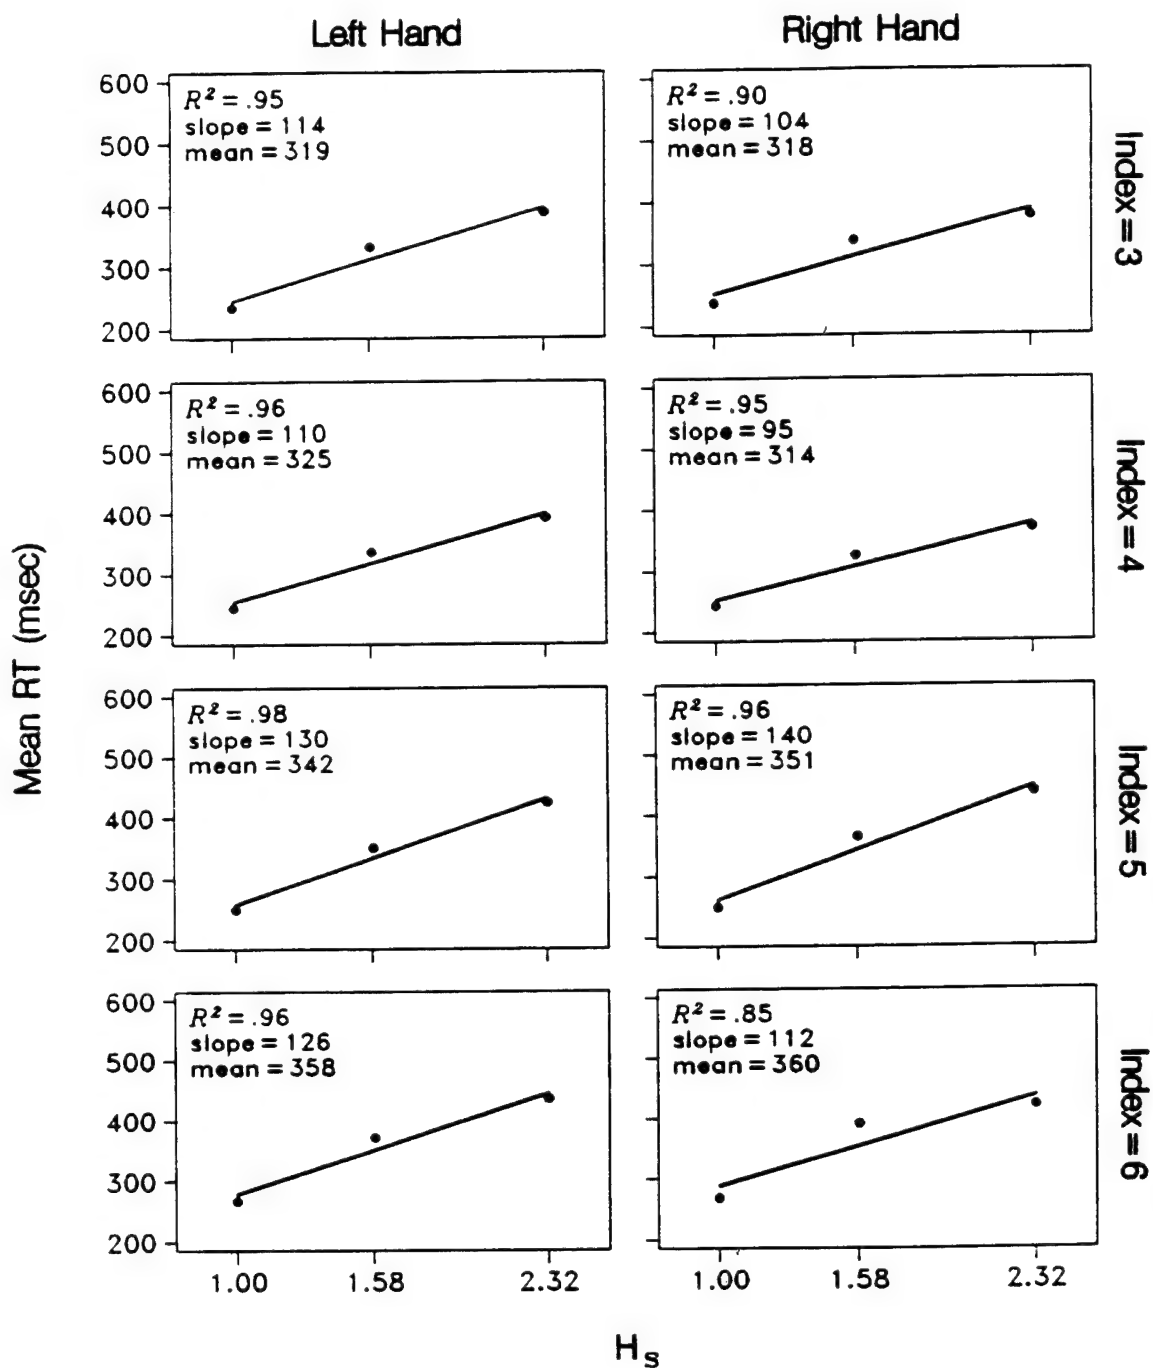 Left Hand
Right Hand
Mean RT (msec)
600
500
400
300
200
R² = .95
slope = 114
mean = 319
R² = .90
slope = 104
mean = 318
Index = 3
600
500
400
300
200
R² = .96
slope = 110
mean = 325
R² = .95
slope = 95
mean = 314
Index = 4
600
500
400
300
200
R² = .98
slope = 130
mean = 342
R² = .96
slope = 140
mean = 351
Index = 5
600
500
400
300
200
R² = .96
slope = 126
mean = 358
R² = .85
slope = 112
mean = 360
Index = 6
1.00 1.58 2.32
1.00 1.58 2.32
Hs